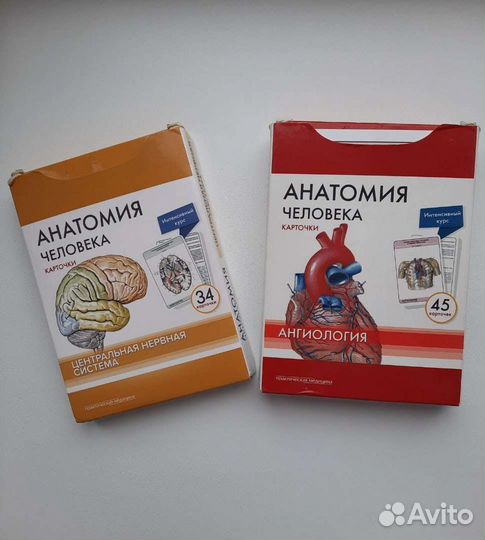 АНАТОМИЯ
ЧЕЛОВЕКА
КАРТОЧКИ
Интенсивный
курс
34
карточки
ЦЕНТРАЛЬНАЯ НЕРВНАЯ
СИСТЕМА
АНАТОМИЯ
АНАТОМИЯ
ЧЕЛОВЕКА
КАРТОЧКИ
Интенсивный
курс
45
карточек
АНГИОЛОГИЯ
Avito